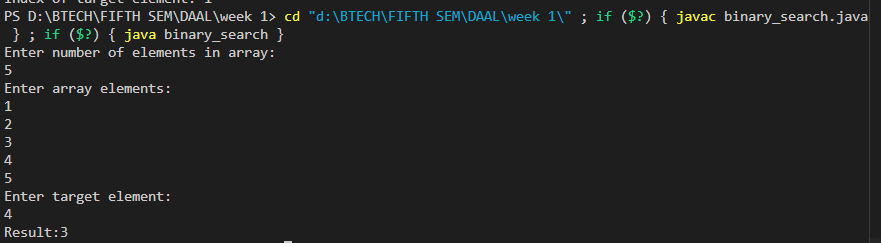 index of target element: 1
PS D:\BTECH\FIFTH SEM\DAAL\week 1> cd "d:\BTECH\FIFTH SEM\DAAL\week 1\" ; if ($?) { javac binary_search.java
 } ; if ($?) { java binary_search }
Enter number of elements in array:
5
Enter array elements:
1
2
3
4
5
Enter target element:
4
Result:3